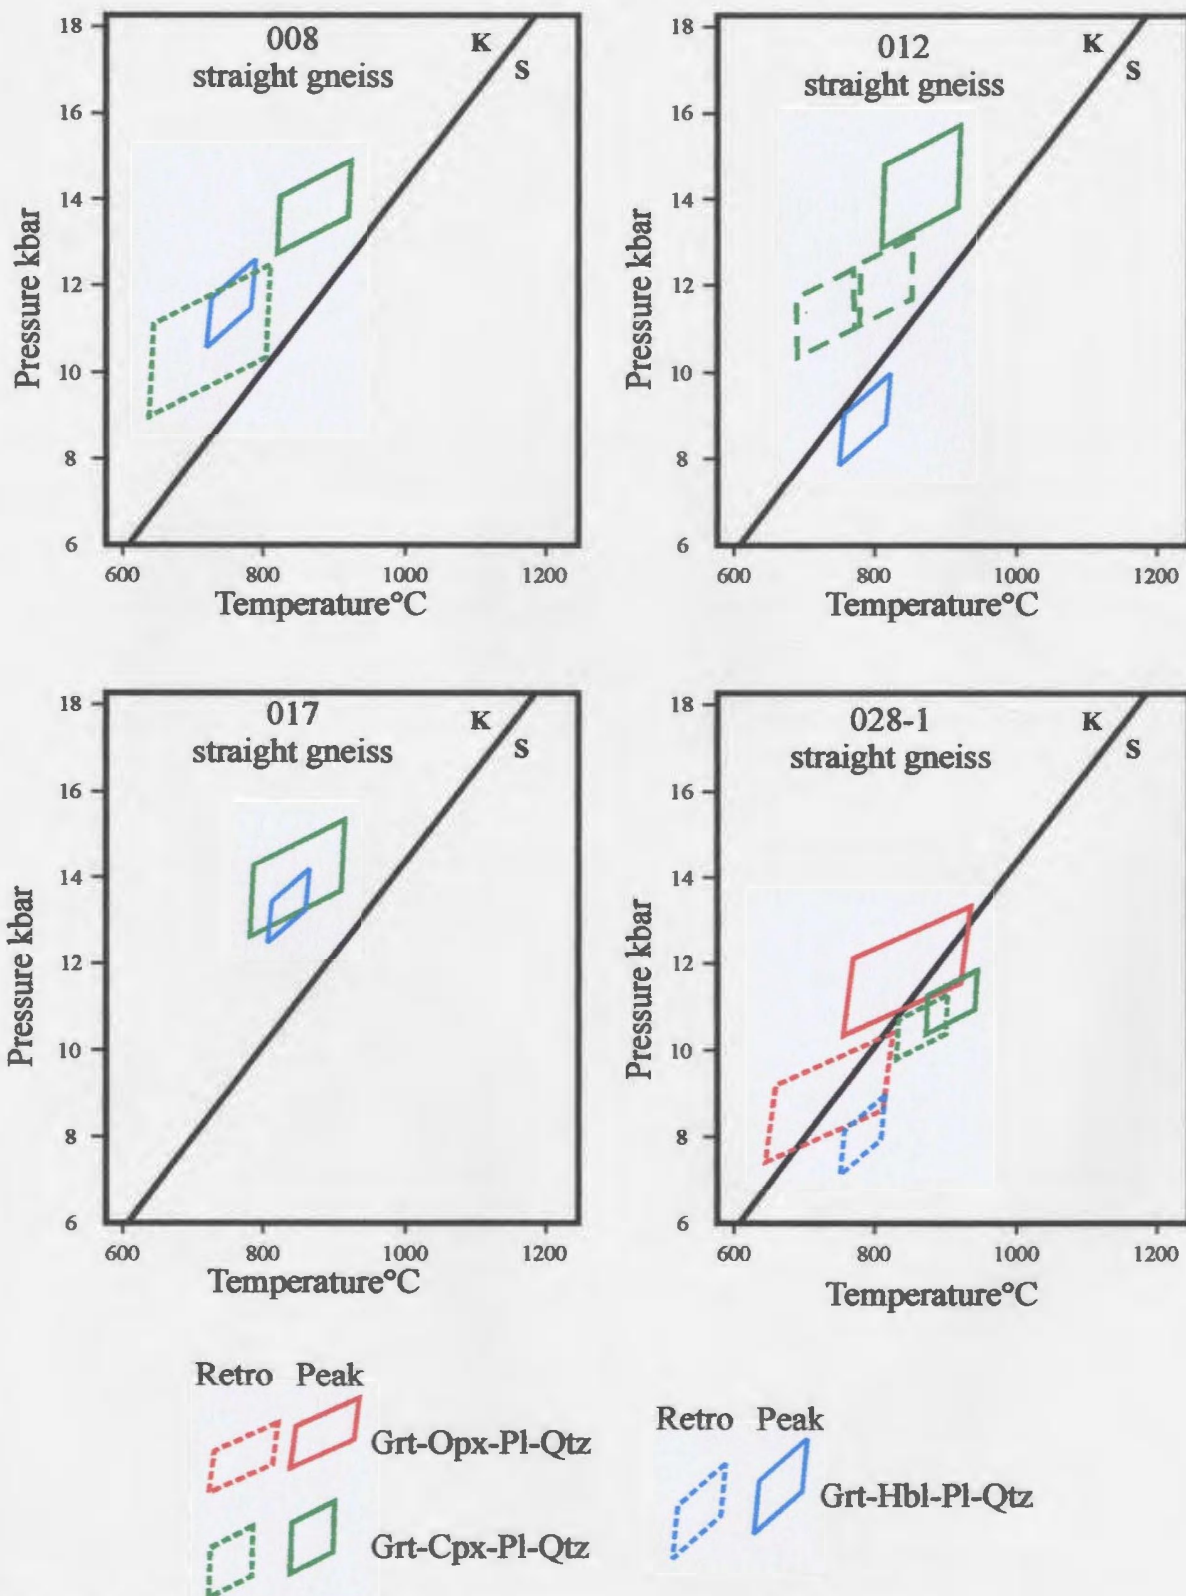 008
straight gneiss
K
S
18
16
14
12
10
8
6
Pressure kbar
600
800
1000
1200
Temperature°C
012
straight gneiss
K
S
18
16
14
12
10
8
6
Pressure kbar
600
800
1000
1200
Temperature°C
017
straight gneiss
K
S
18
16
14
12
10
8
6
Pressure kbar
600
800
1000
1200
Temperature°C
028-1
straight gneiss
K
S
18
16
14
12
10
8
6
Pressure kbar
600
800
1000
1200
Temperature°C
Retro Peak
Grt-Opx-Pl-Qtz
Grt-Cpx-Pl-Qtz
Retro Peak
Grt-Hbl-Pl-Qtz